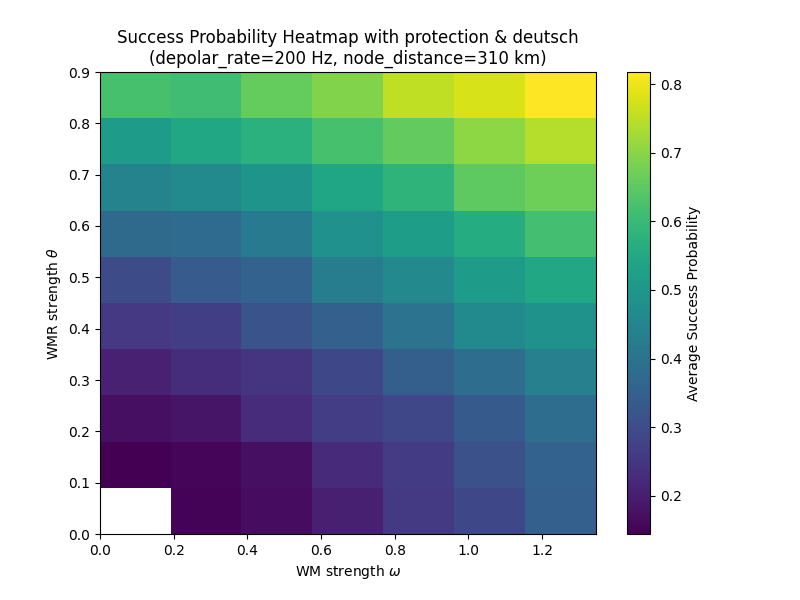 Success Probability Heatmap with protection & deutsch
(depolar_rate=200 Hz, node_distance=310 km)
0.9
0.8
0.7
0.6
0.5
0.4
0.3
0.2
0.1
0.0
WMR strength θ
0.0 0.2 0.4 0.6 0.8 1.0 1.2
WM strength ω
0.8
0.7
0.6
0.5
0.4
0.3
0.2
Average Success Probability